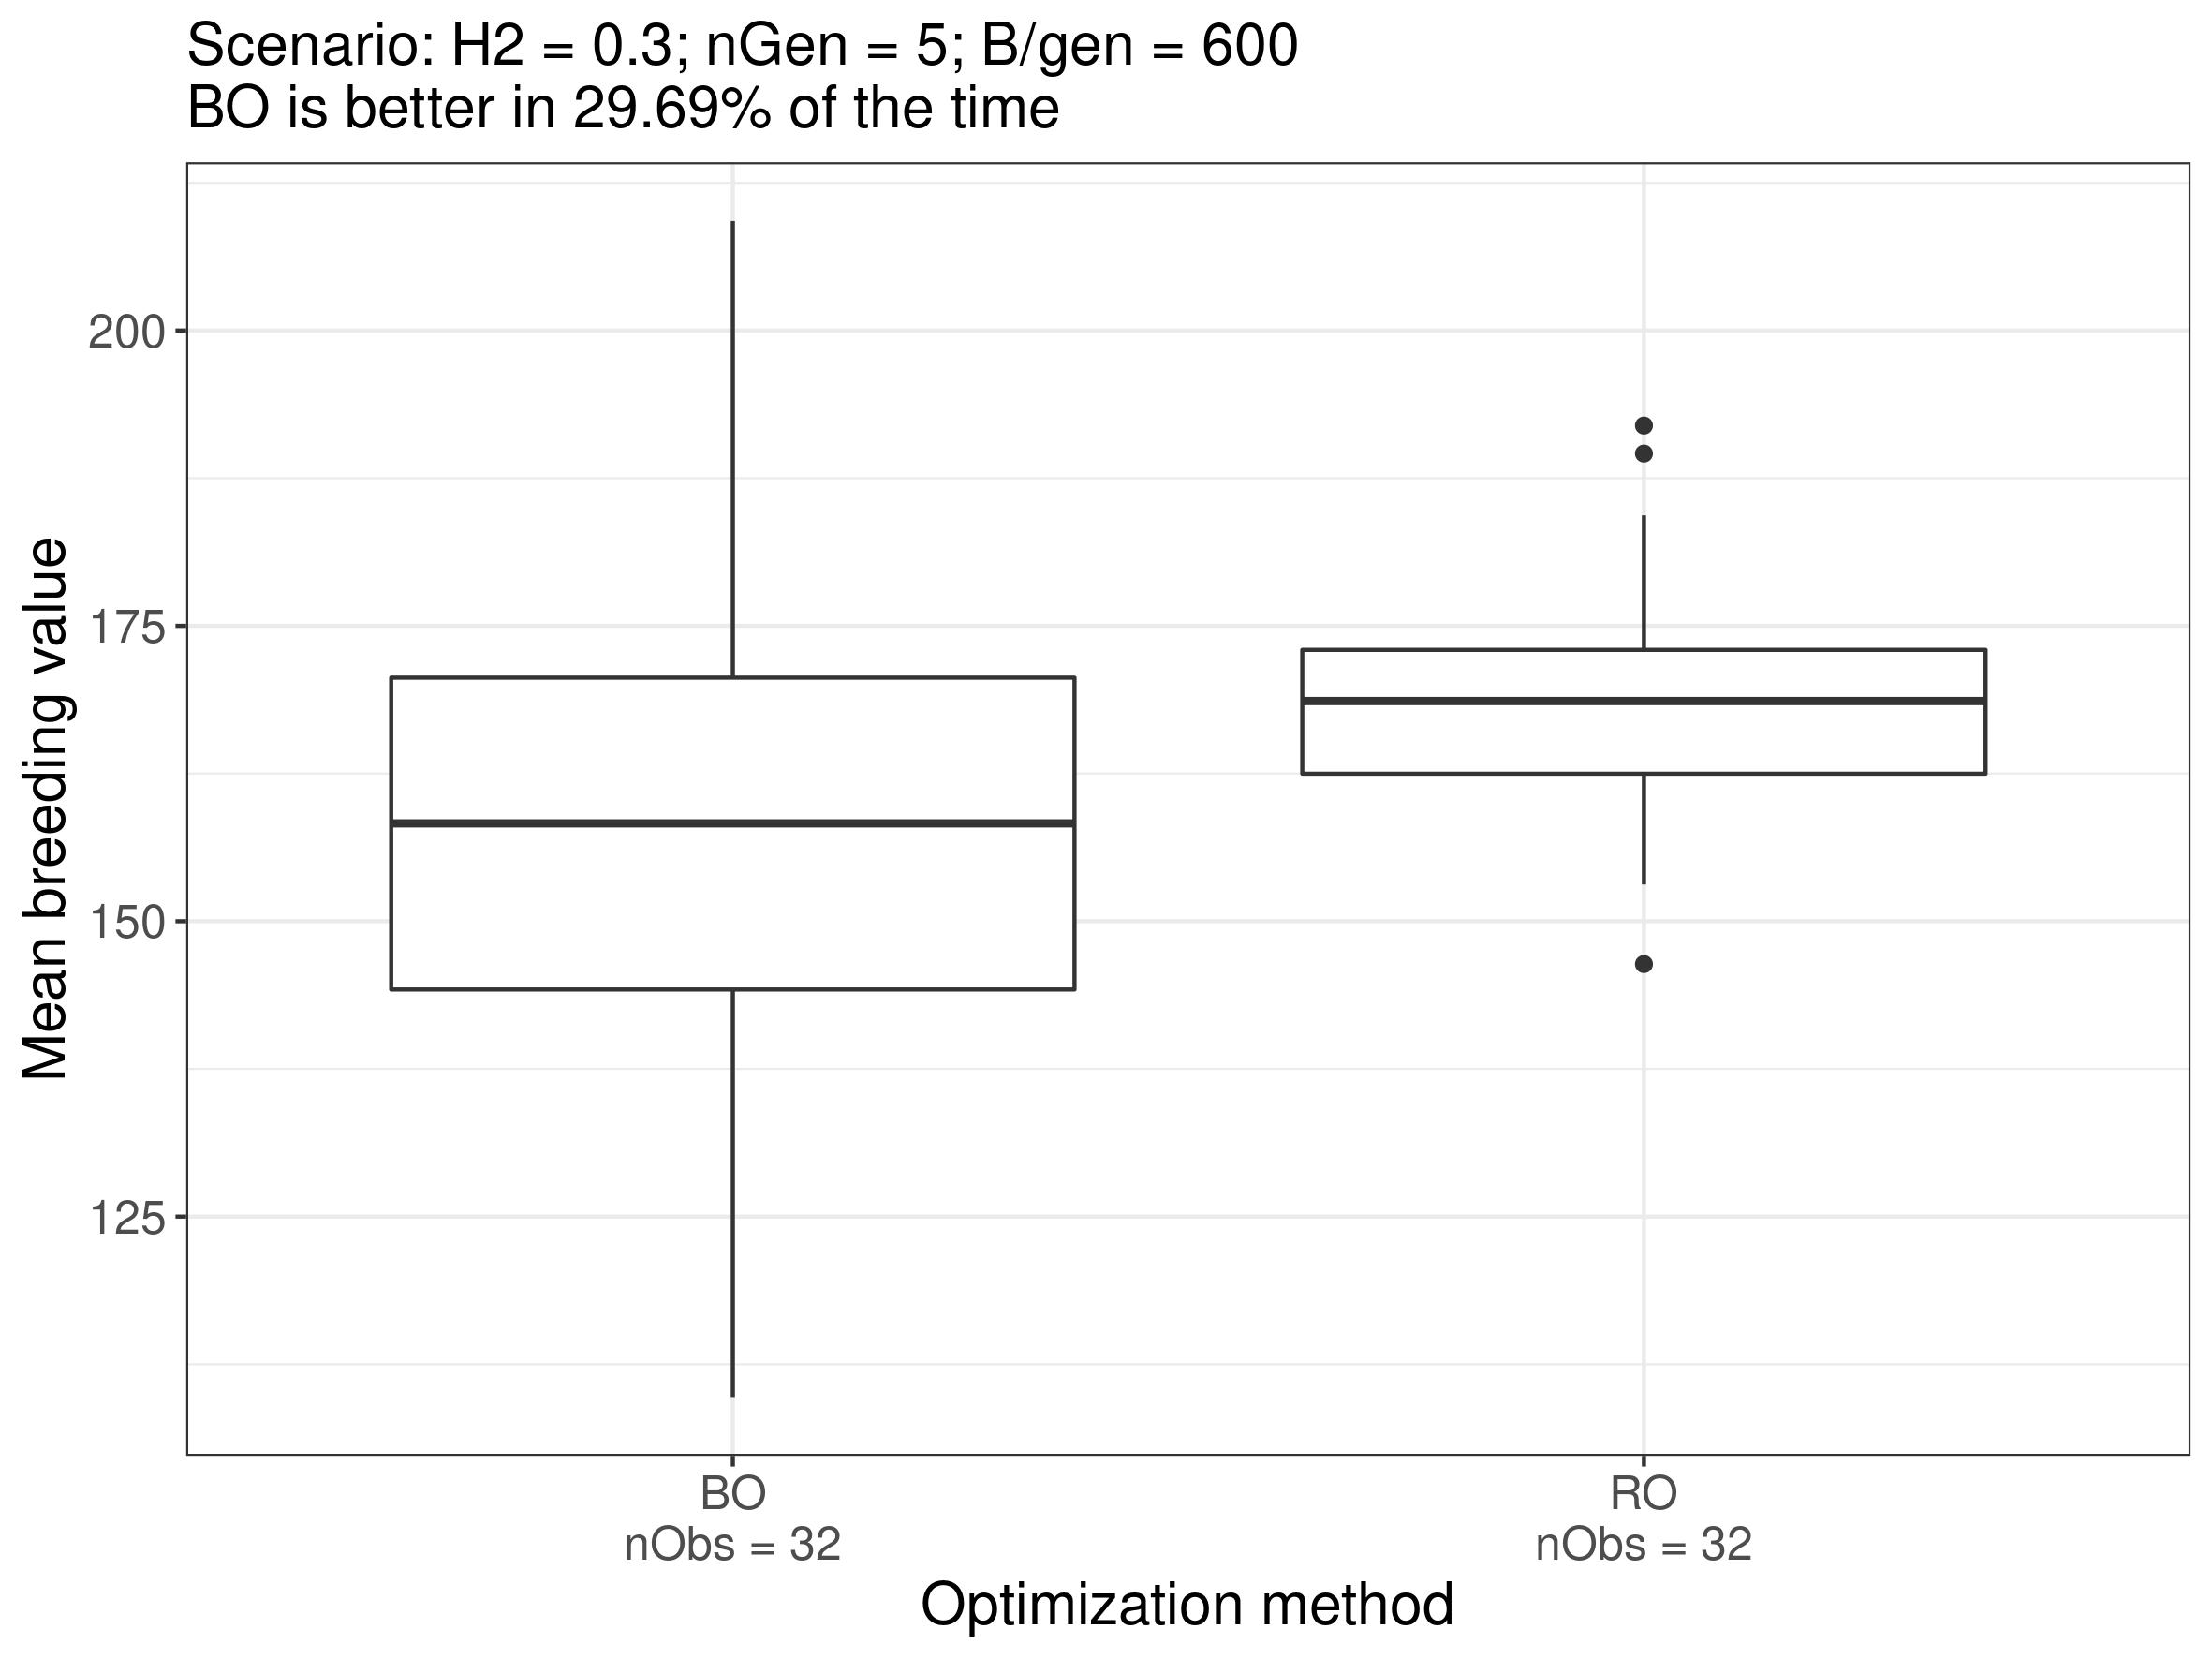 Scenario: H2 = 0.3; nGen = 5; B/gen = 600
BO is better in 29.69% of the time
Mean breeding value
200
175
150
125
BO
nObs = 32
RO
nObs = 32
Optimization method